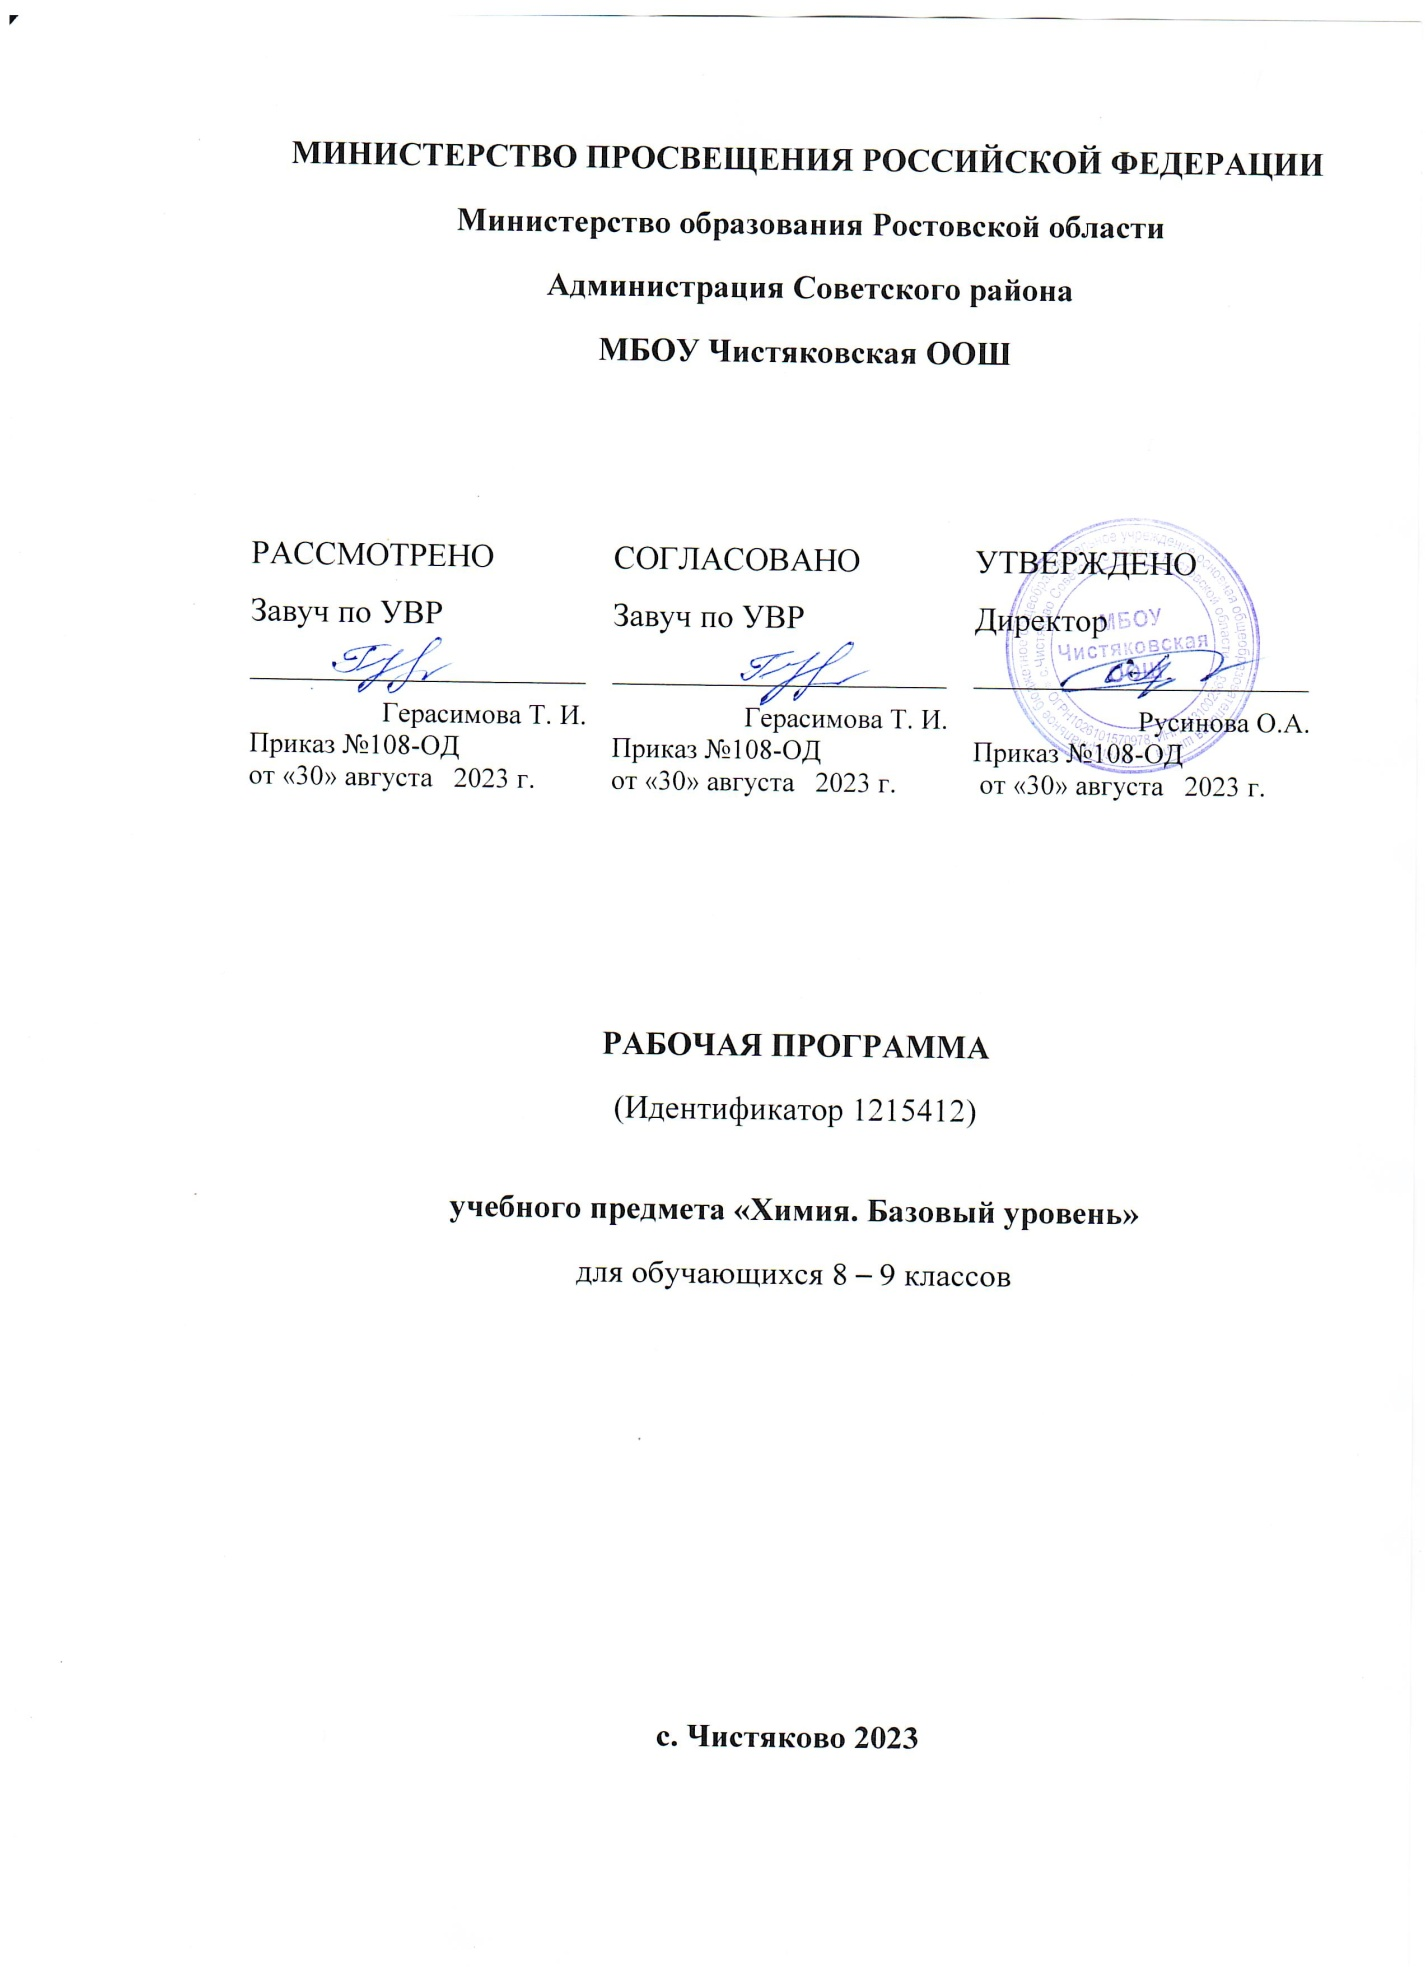 МИНИСТЕРСТВО ПРОСВЕЩЕНИЯ РОССИЙСКОЙ ФЕДЕРАЦИИ
Министерство образования Ростовской области
Администрация Советского района
МБОУ Чистяковская ООШ
РАССМОТРЕНО
Завуч по УВР
Герасимова Т. И.
Приказ №108-ОД
от «30» августа 2023 г.
СОГЛАСОВАНО
Завуч по УВР
Герасимова Т. И.
Приказ №108-ОД
от «30» августа 2023 г.
УТВЕРЖДЕНО
Директор
Русинова О.А.
Приказ №108-ОД
от «30» августа 2023 г.
МБОУ
Чистяковская
ООШ
ОГРН1026101570978
РАБОЧАЯ ПРОГРАММА
(Идентификатор 1215412)
учебного предмета «Химия. Базовый уровень»
для обучающихся 8 – 9 классов
с. Чистяково 2023